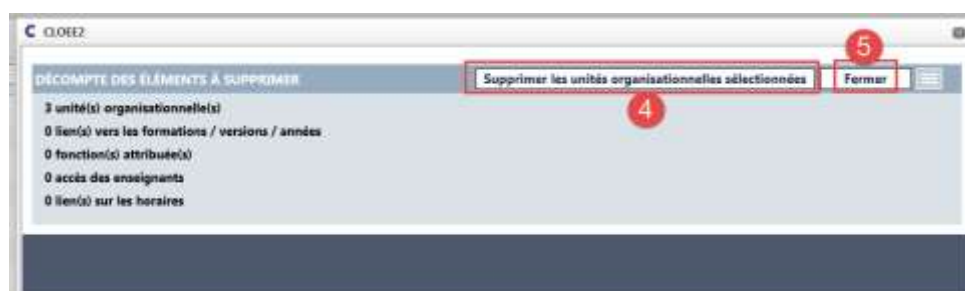 C CLOEE2
5
DÉCOMPTE DES ÉLÉMENTS À SUPPRIMER Supprimer les unités organisationnelles sélectionnées Fermer
4
3 unité(s) organisationnelle(s)
0 lien(s) vers les formations / versions / années
0 fonction(s) attribuée(s)
0 accès des enseignants
0 lien(s) sur les horaires